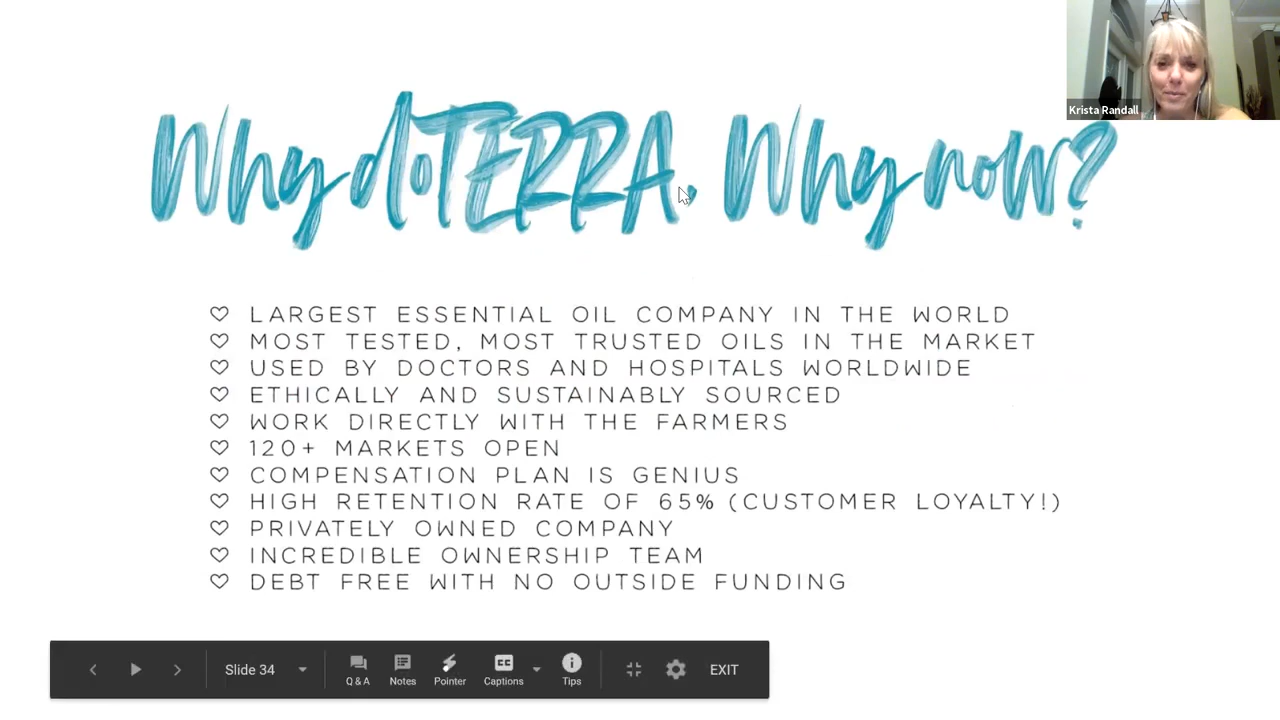 Krista Randall
Why doTERRA. Why now?
LARGEST ESSENTIAL OIL COMPANY IN THE WORLD
MOST TESTED, MOST TRUSTED OILS IN THE MARKET
USED BY DOCTORS AND HOSPITALS WORLDWIDE
ETHICALLY AND SUSTAINABLY SOURCED
WORK DIRECTLY WITH THE FARMERS
120+ MARKETS OPEN
COMPENSATION PLAN IS GENIUS
HIGH RETENTION RATE OF 65% (CUSTOMER LOYALTY!)
PRIVATELY OWNED COMPANY
INCREDIBLE OWNERSHIP TEAM
DEBT FREE WITH NO OUTSIDE FUNDING
Slide 34 Q & A Notes Pointer CC Captions Tips EXIT